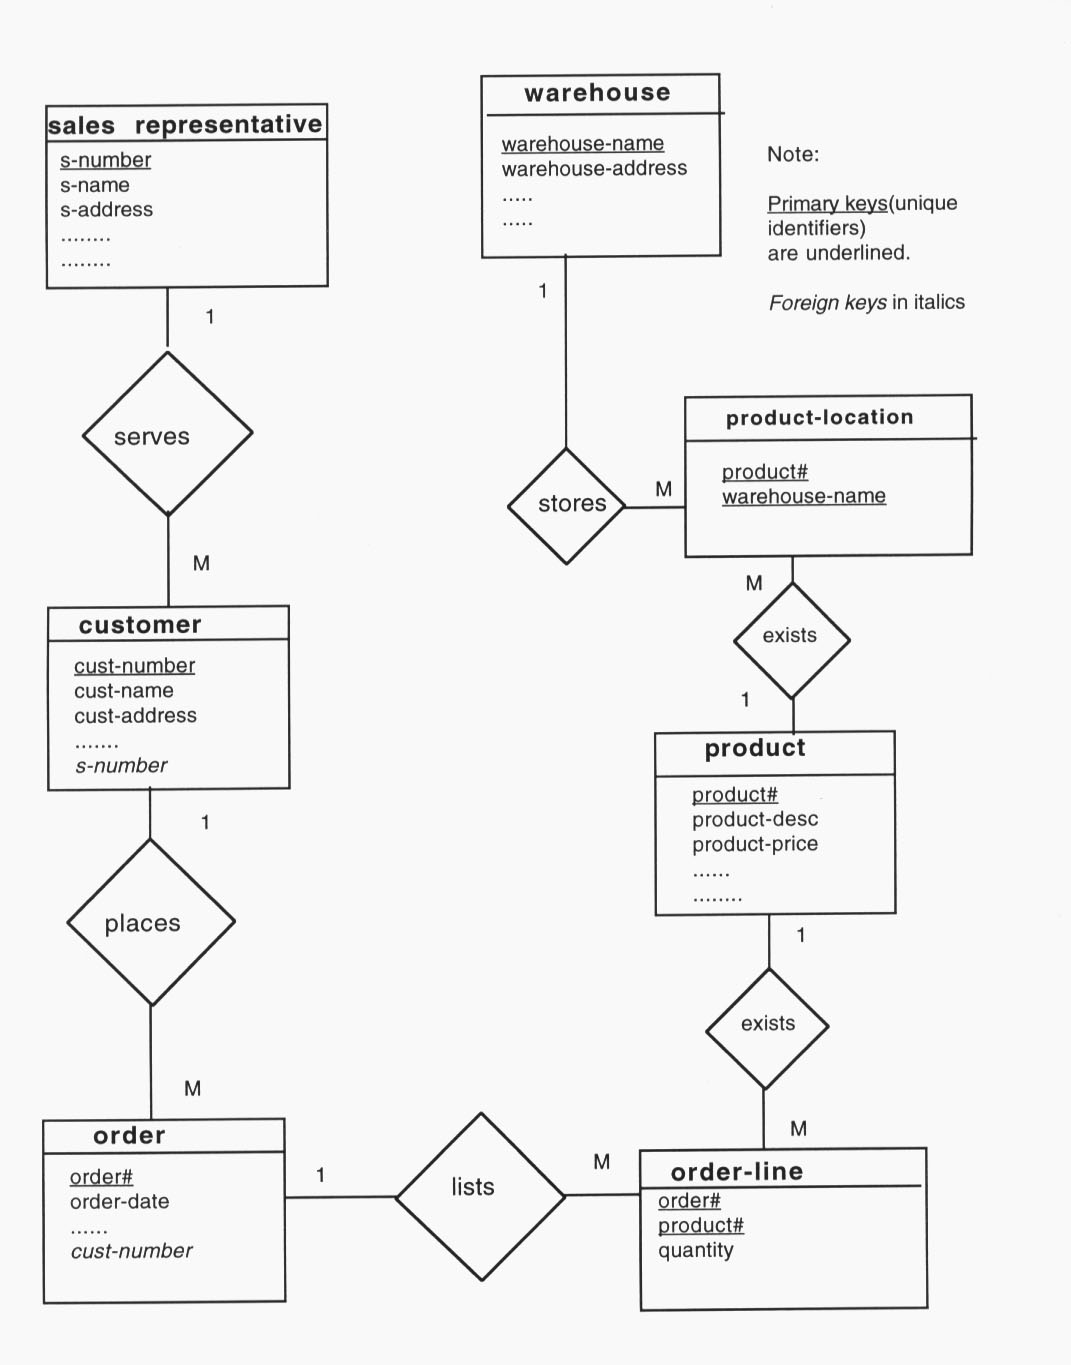 sales representative
s-number
s-name
s-address
........
........
1
serves
M
customer
cust-number
cust-name
cust-address
.......
s-number
1
places
M
order
order#
order-date
......
cust-number
1
lists
M
order-line
order#
product#
quantity
M
exists
1
product
product#
product-desc
product-price
......
........
1
exists
M
product-location
product#
warehouse-name
M
stores
1
warehouse
warehouse-name
warehouse-address
.....
.....
Note:
Primary keys(unique
identifiers)
are underlined.
Foreign keys in italics